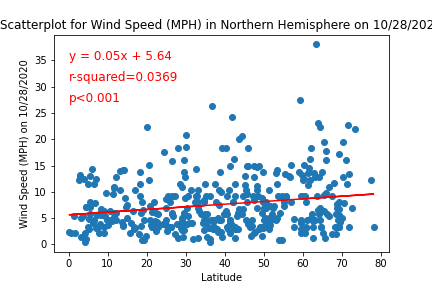 Scatterplot for Wind Speed (MPH) in Northern Hemisphere on 10/28/202
y = 0.05x + 5.64
r-squared=0.0369
p<0.001
Wind Speed (MPH) on 10/28/2020
35
30
25
20
15
10
5
0
0 10 20 30 40 50 60 70 80
Latitude